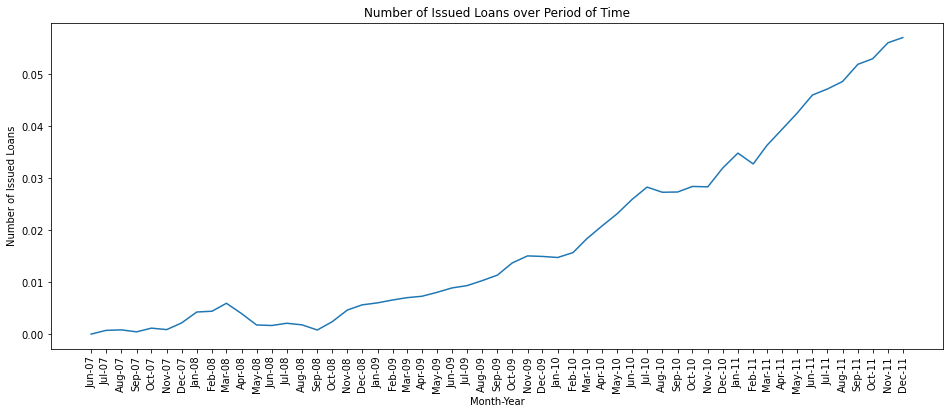 Number of Issued Loans over Period of Time
Number of Issued Loans
0.05
0.04
0.03
0.02
0.01
0.00
Jun-07
Jul-07
Aug-07
Sep-07
Oct-07
Nov-07
Dec-07
Jan-08
Feb-08
Mar-08
Apr-08
May-08
Jun-08
Jul-08
Aug-08
Sep-08
Oct-08
Nov-08
Dec-08
Jan-09
Feb-09
Mar-09
Apr-09
May-09
Jun-09
Jul-09
Aug-09
Sep-09
Oct-09
Nov-09
Dec-09
Jan-10
Feb-10
Mar-10
Apr-10
May-10
Jun-10
Jul-10
Aug-10
Sep-10
Oct-10
Nov-10
Dec-10
Jan-11
Feb-11
Mar-11
Apr-11
May-11
Jun-11
Jul-11
Aug-11
Sep-11
Oct-11
Nov-11
Dec-11
Month-Year